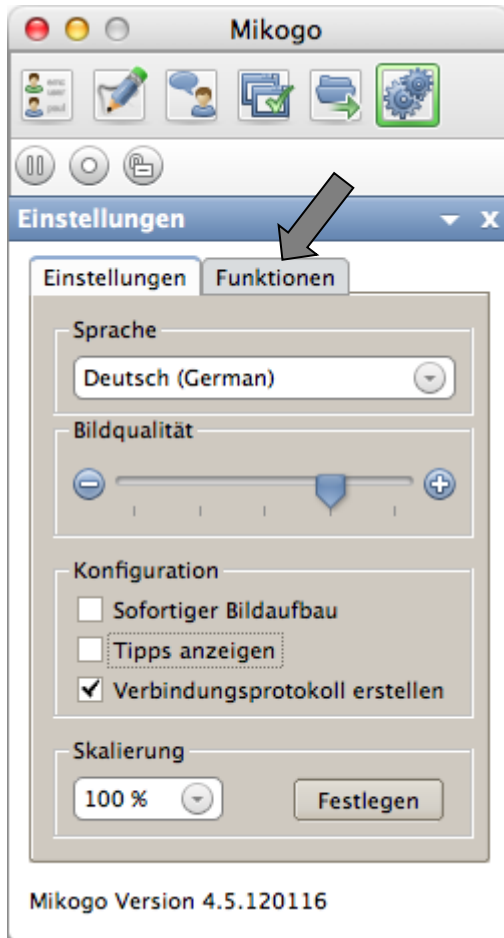 Mikogo
Einstellungen
Einstellungen Funktionen
Sprache
Deutsch (German)
Bildqualität
Konfiguration
Sofortiger Bildaufbau
Tipps anzeigen
Verbindungsprotokoll erstellen
Skalierung
100 % Festlegen
Mikogo Version 4.5.120116